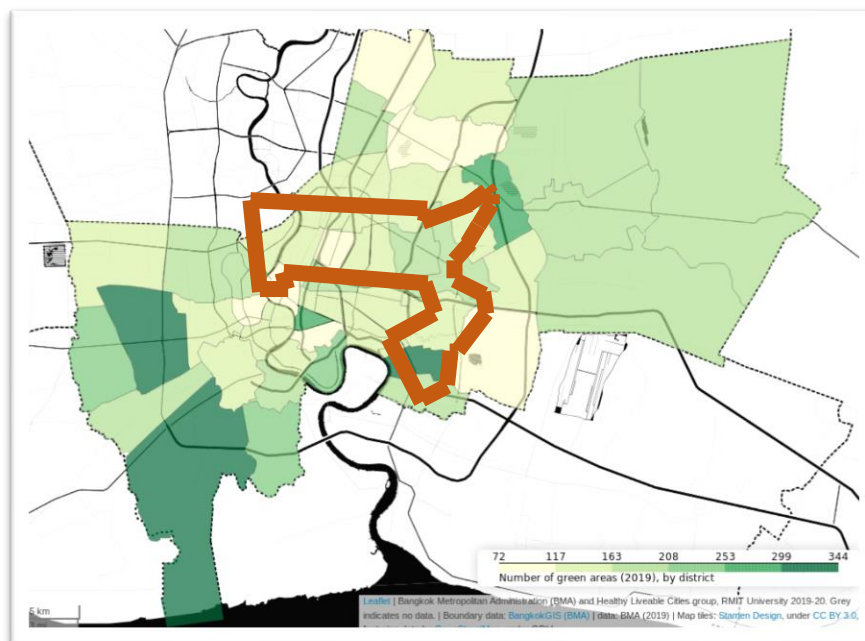 72 117 163 208 253 299 344
Number of green areas (2019), by district
5 km
Leaflet | Bangkok Metropolitan Administration (BMA) and Healthy Liveable Cities group, RMIT University 2019-20. Grey
indicates no data. | Boundary data: BangkokGIS (BMA) | data: BMA (2019) | Map tiles: Stamen Design, under CC BY 3.0,